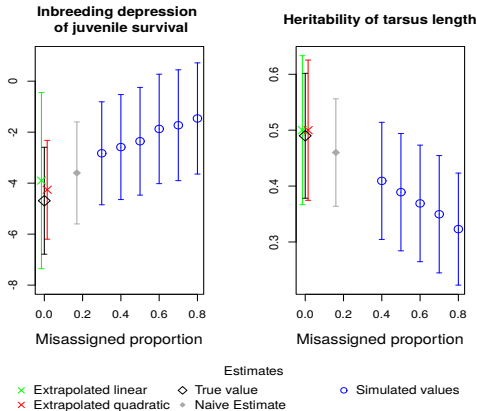 Inbreeding depression
of juvenile survival
0
-2
-4
-6
-8
0.0 0.2 0.4 0.6 0.8
Misassigned proportion
Heritability of tarsus length
0.6
0.5
0.4
0.3
0.0 0.2 0.4 0.6 0.8
Misassigned proportion
Estimates
Extrapolated linear
True value
Simulated values
Extrapolated quadratic
Naive Estimate